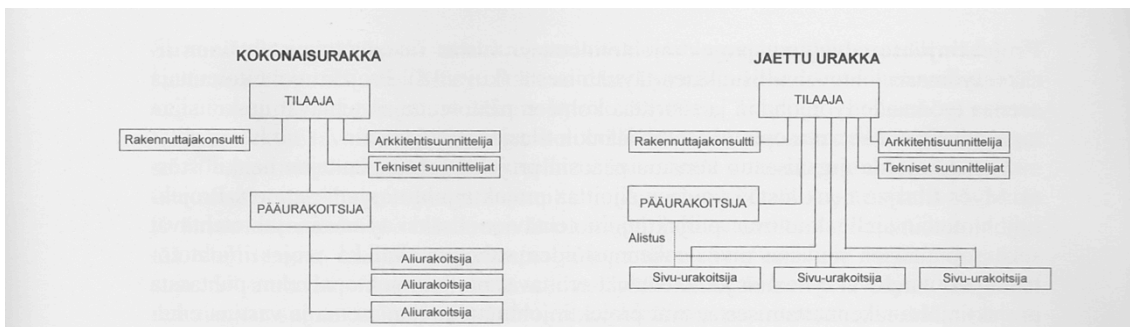 KOKONAISURAKKA
TILAAJA
Rakennuttajakonsultti
Arkkitehtisuunnittelija
Tekniset suunnittelijat
PÄÄURAKOITSIJA
Aliurakoitsija
Aliurakoitsija
Aliurakoitsija
JAETTU URAKKA
TILAAJA
Rakennuttajakonsultti
Arkkitehtisuunnittelija
Tekniset suunnittelijat
PÄÄURAKOITSIJA
Alistus
Sivu-urakoitsija
Sivu-urakoitsija
Sivu-urakoitsija